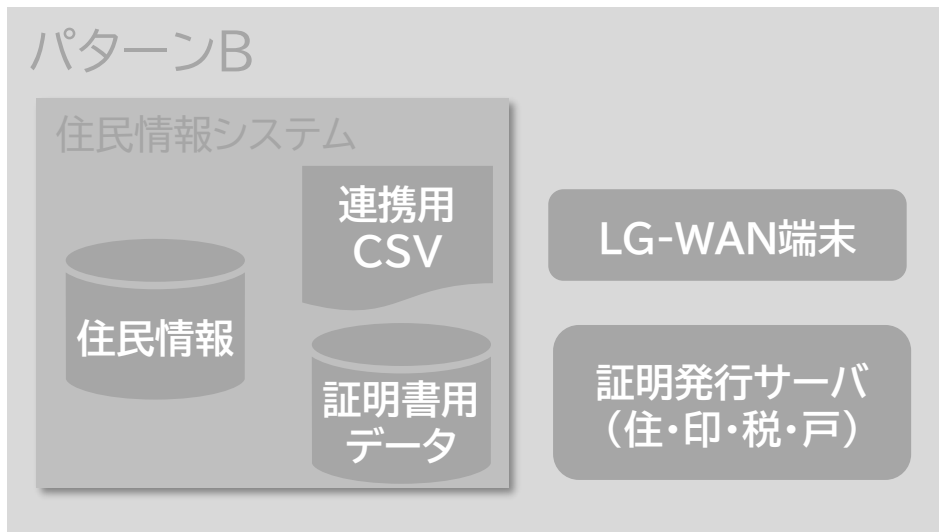 パターンB
住民情報システム
連携用
CSV
住民情報
証明書用
データ
LG-WAN端末
証明発行サーバ
（住・印・税・戸）